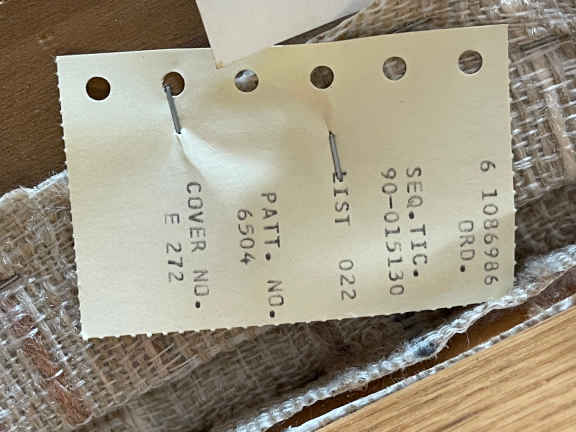 ORD.
6 1086986
SEQ.TIC.
90-015130
LIST 022
PATT. NO.
6504
COVER NO.
E 272